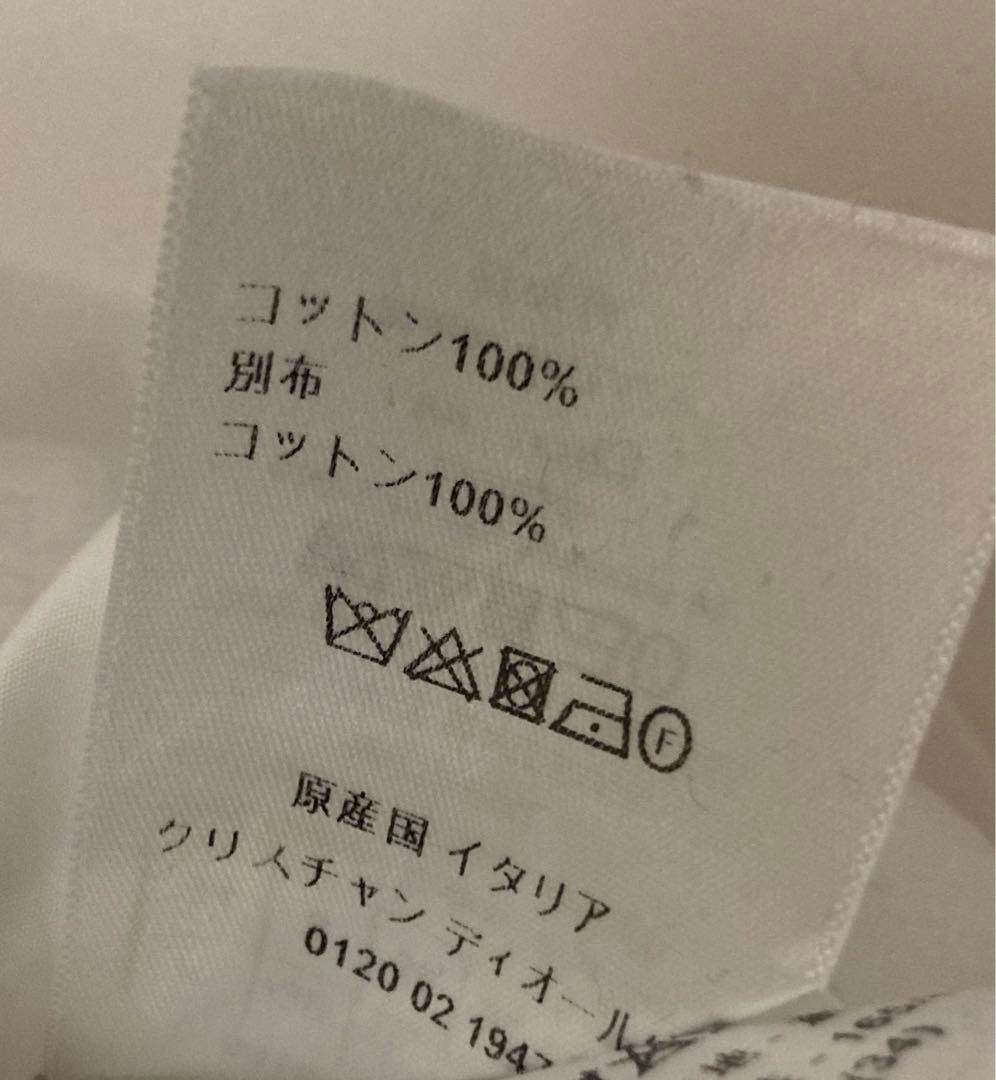 コットン100%
別布
コットン100%
F
原産国 イタリア
クリスチャン ディオール
0120 02 1947